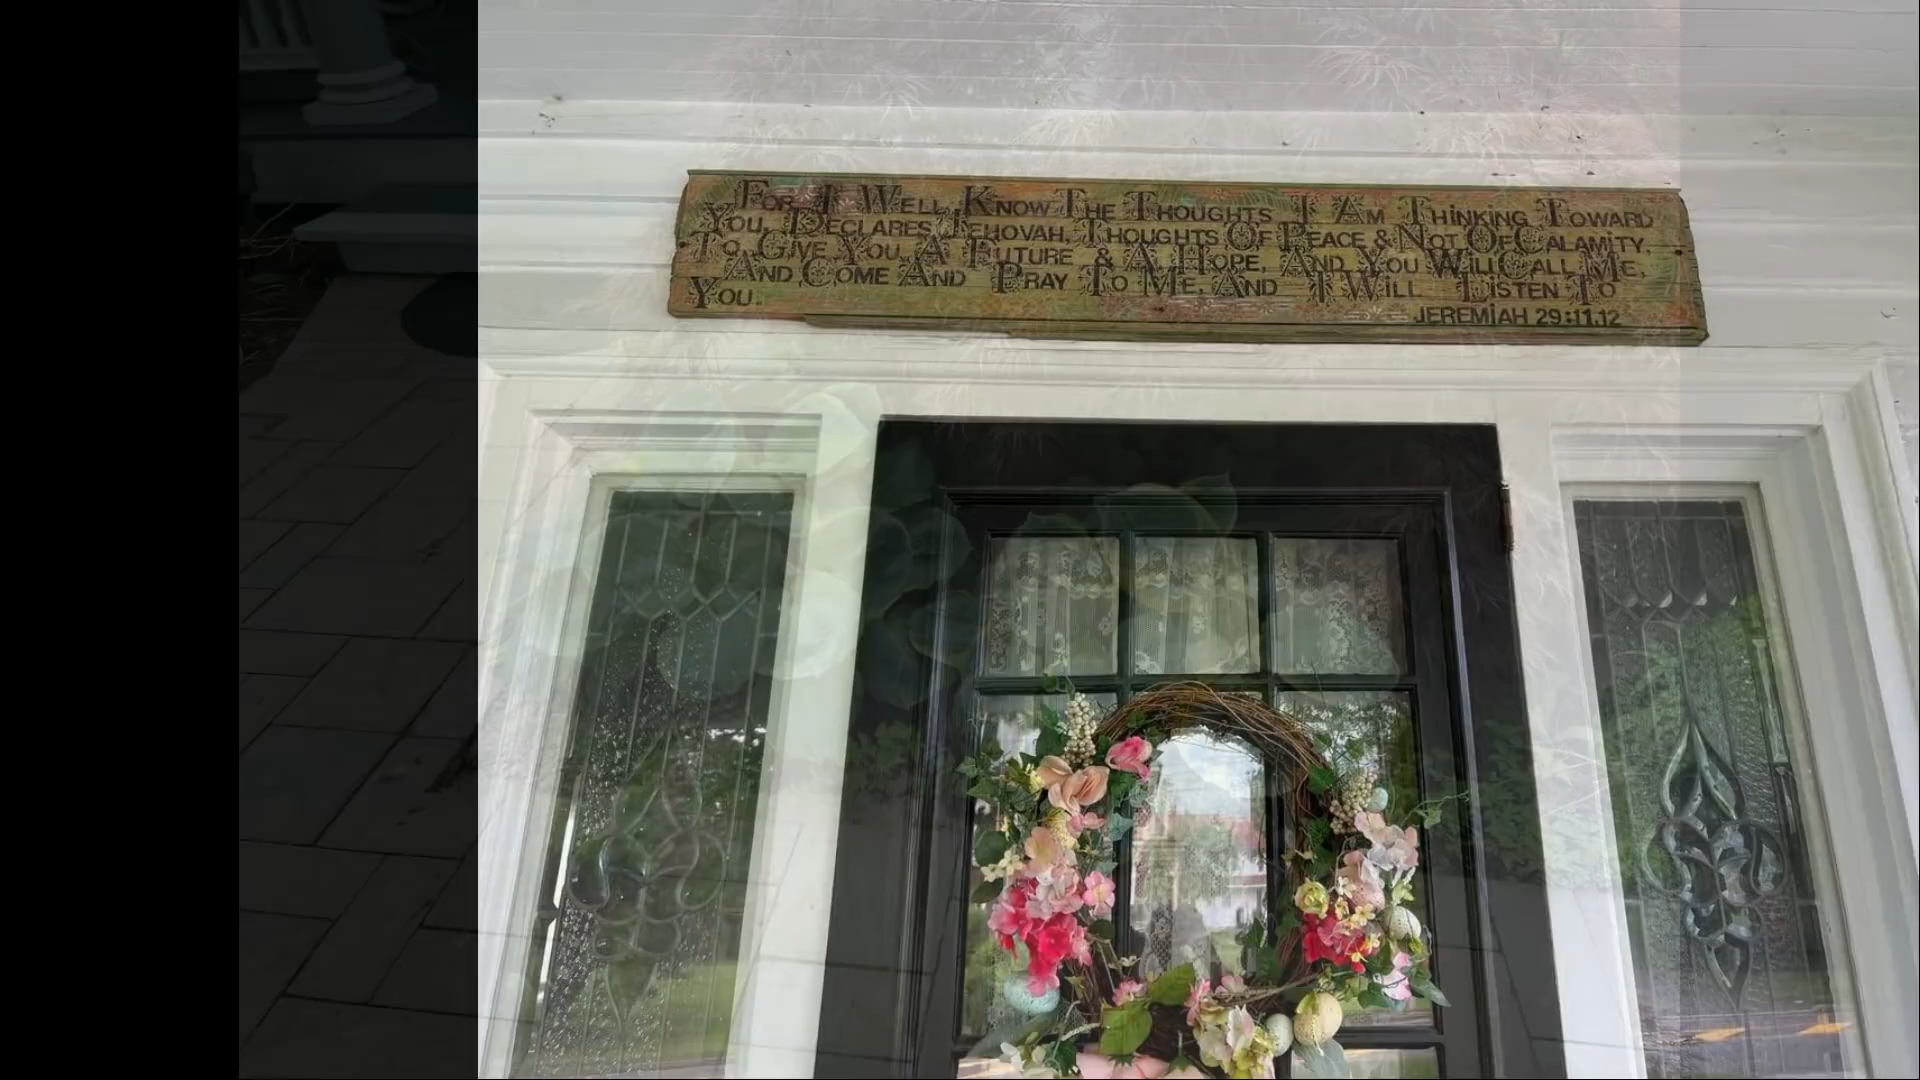 For I Well Know The Thoughts I Am Thinking Toward
You, Declares Jehovah, Thoughts Of Peace & Not Of Calamity,
To Give You A Future & A Hope, And You Will Call Me,
And Come And Pray To Me, And I Will Listen To
You.
JEREMIAH 29:11,12